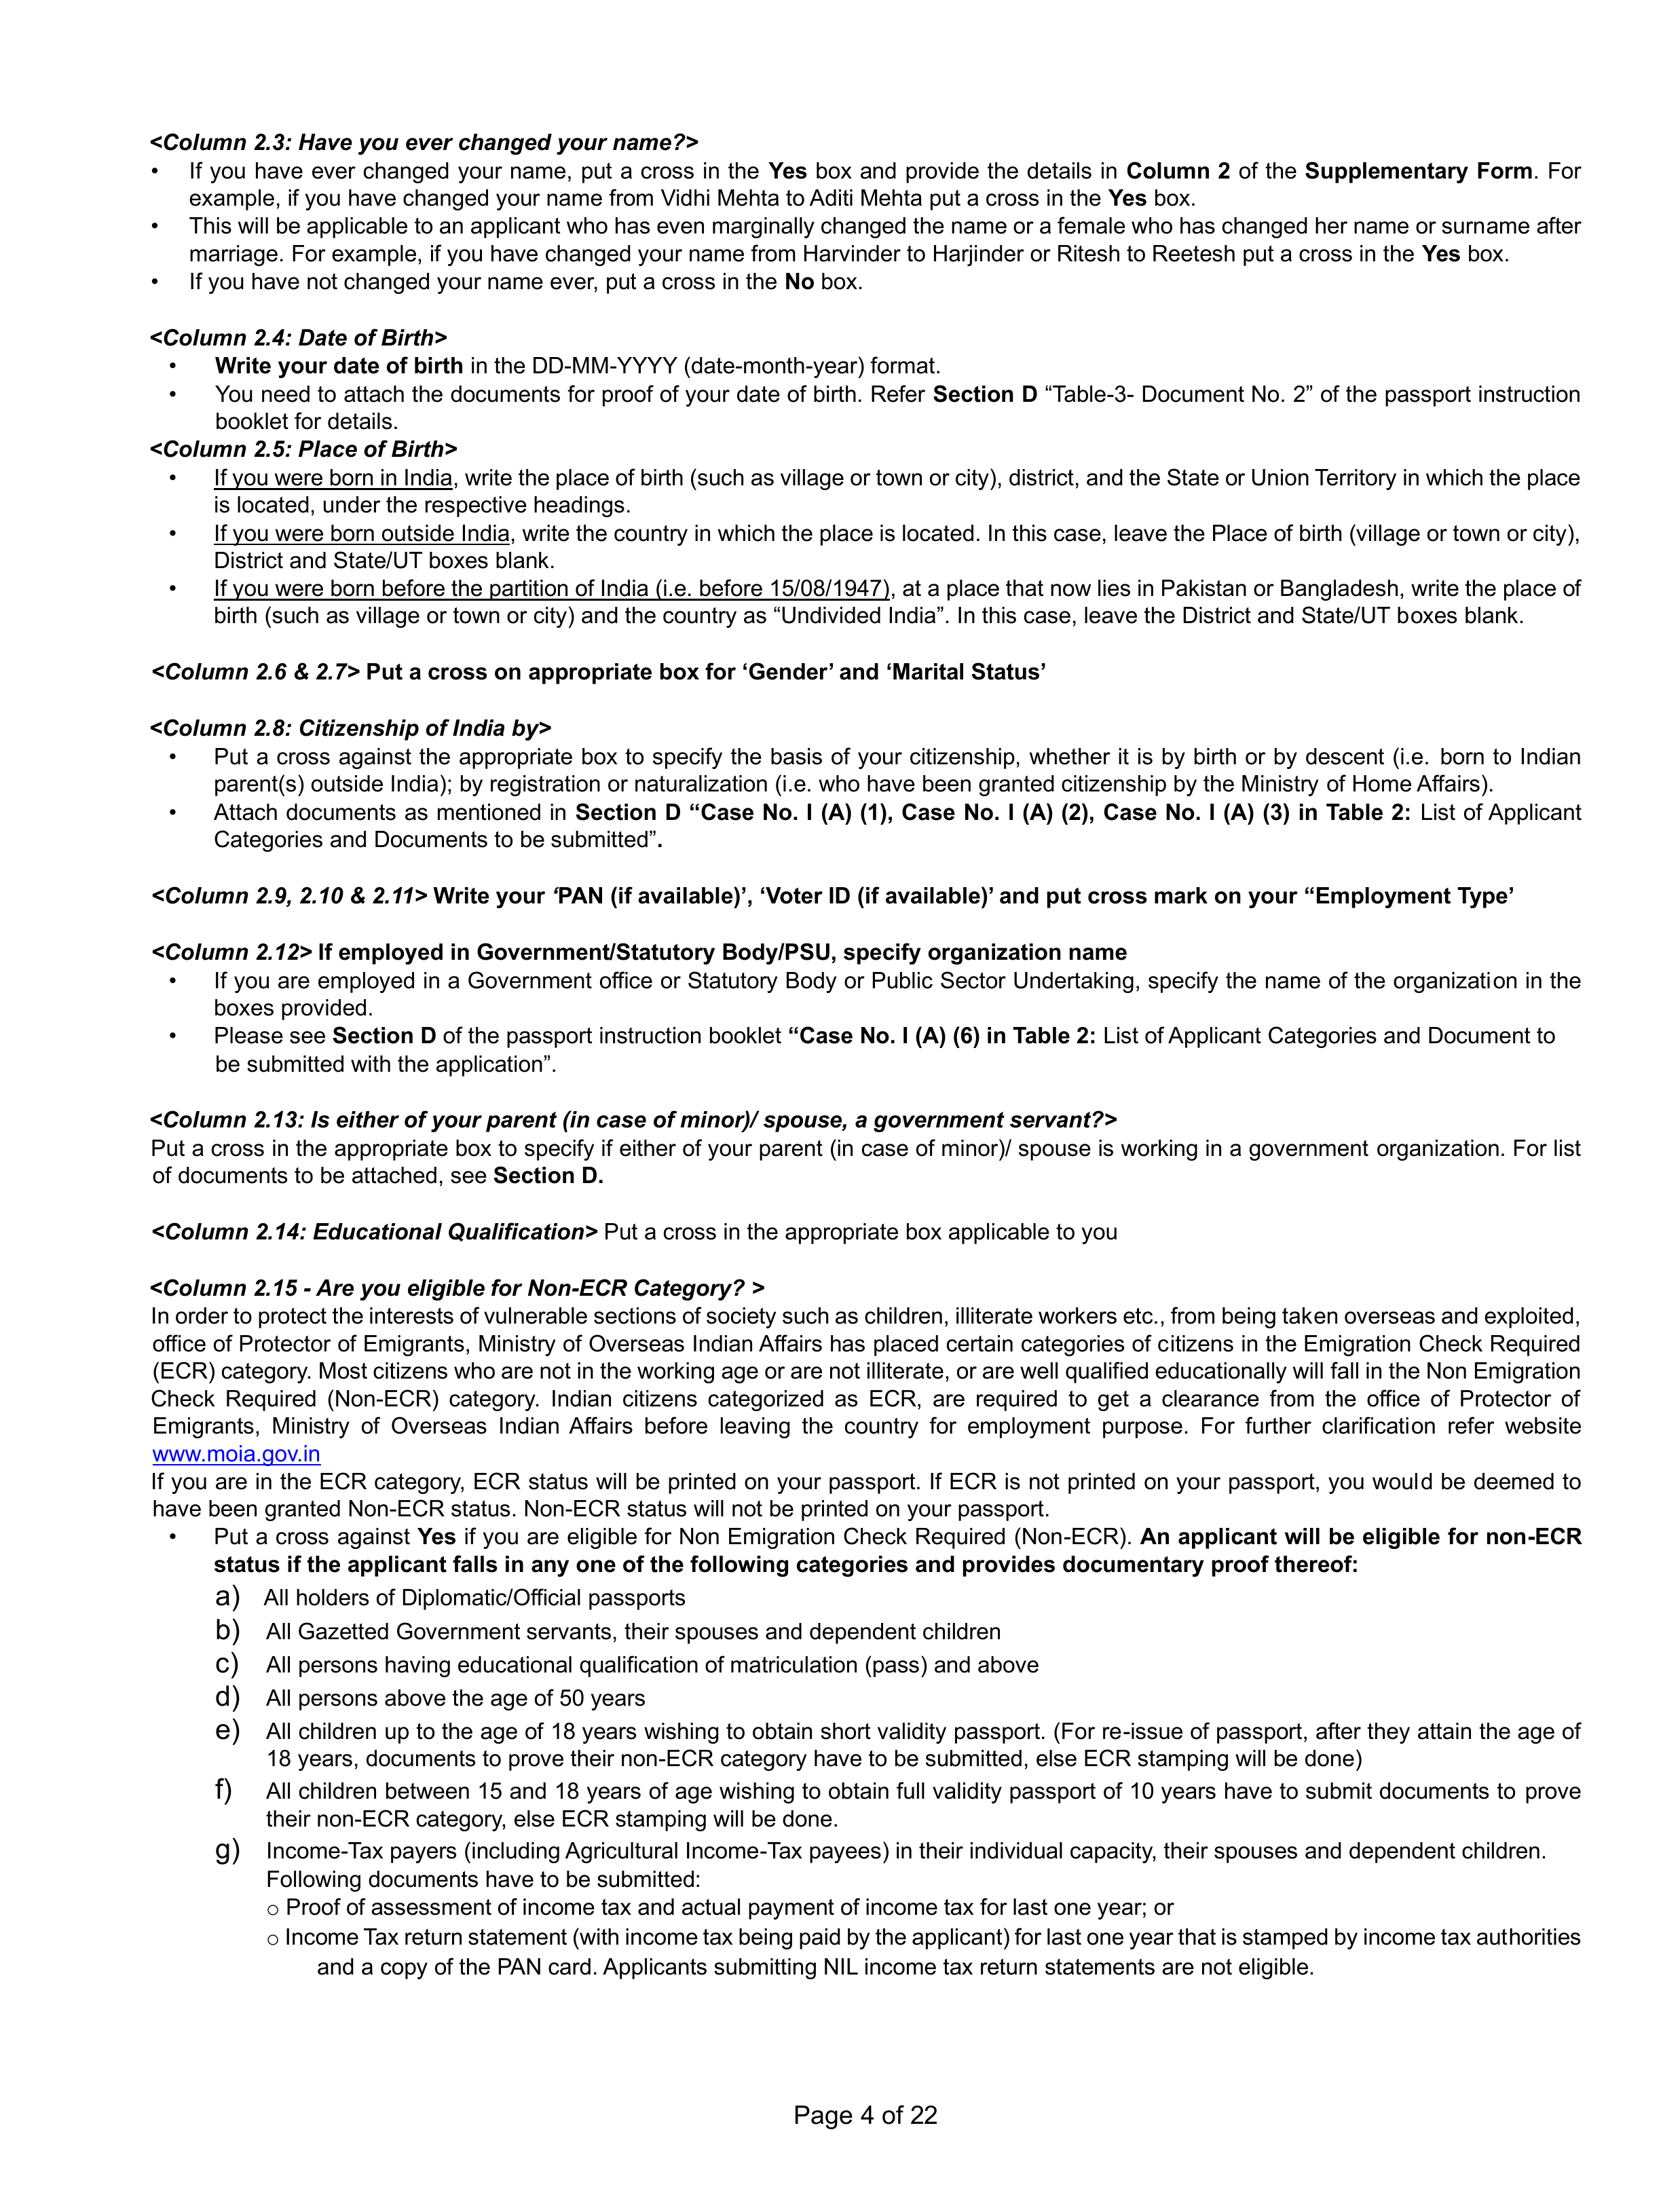 <Column 2.3: Have you ever changed your name?>
• If you have ever changed your name, put a cross in the Yes box and provide the details in Column 2 of the Supplementary Form. For
example, if you have changed your name from Vidhi Mehta to Aditi Mehta put a cross in the Yes box.
• This will be applicable to an applicant who has even marginally changed the name or a female who has changed her name or surname after
marriage. For example, if you have changed your name from Harvinder to Harjinder or Ritesh to Reetesh put a cross in the Yes box.
• If you have not changed your name ever, put a cross in the No box.
<Column 2.4: Date of Birth>
• Write your date of birth in the DD-MM-YYYY (date-month-year) format.
• You need to attach the documents for proof of your date of birth. Refer Section D “Table-3- Document No. 2” of the passport instruction
booklet for details.
<Column 2.5: Place of Birth>
• If you were born in India, write the place of birth (such as village or town or city), district, and the State or Union Territory in which the place
is located, under the respective headings.
• If you were born outside India, write the country in which the place is located. In this case, leave the Place of birth (village or town or city),
District and State/UT boxes blank.
• If you were born before the partition of India (i.e. before 15/08/1947), at a place that now lies in Pakistan or Bangladesh, write the place of
birth (such as village or town or city) and the country as “Undivided India”. In this case, leave the District and State/UT boxes blank.
<Column 2.6 & 2.7> Put a cross on appropriate box for ‘Gender’ and ‘Marital Status’
<Column 2.8: Citizenship of India by>
• Put a cross against the appropriate box to specify the basis of your citizenship, whether it is by birth or by descent (i.e. born to Indian
parent(s) outside India); by registration or naturalization (i.e. who have been granted citizenship by the Ministry of Home Affairs).
• Attach documents as mentioned in Section D “Case No. I (A) (1), Case No. I (A) (2), Case No. I (A) (3) in Table 2: List of Applicant
Categories and Documents to be submitted”.
<Column 2.9, 2.10 & 2.11> Write your ‘PAN (if available)’, ‘Voter ID (if available)’ and put cross mark on your “Employment Type’
<Column 2.12> If employed in Government/Statutory Body/PSU, specify organization name
• If you are employed in a Government office or Statutory Body or Public Sector Undertaking, specify the name of the organization in the
boxes provided.
• Please see Section D of the passport instruction booklet “Case No. I (A) (6) in Table 2: List of Applicant Categories and Document to
be submitted with the application”.
<Column 2.13: Is either of your parent (in case of minor)/ spouse, a government servant?>
Put a cross in the appropriate box to specify if either of your parent (in case of minor)/ spouse is working in a government organization. For list
of documents to be attached, see Section D.
<Column 2.14: Educational Qualification> Put a cross in the appropriate box applicable to you
<Column 2.15 - Are you eligible for Non-ECR Category? >
In order to protect the interests of vulnerable sections of society such as children, illiterate workers etc., from being taken overseas and exploited,
office of Protector of Emigrants, Ministry of Overseas Indian Affairs has placed certain categories of citizens in the Emigration Check Required
(ECR) category. Most citizens who are not in the working age or are not illiterate, or are well qualified educationally will fall in the Non Emigration
Check Required (Non-ECR) category. Indian citizens categorized as ECR, are required to get a clearance from the office of Protector of
Emigrants, Ministry of Overseas Indian Affairs before leaving the country for employment purpose. For further clarification refer website
www.moia.gov.in
If you are in the ECR category, ECR status will be printed on your passport. If ECR is not printed on your passport, you would be deemed to
have been granted Non-ECR status. Non-ECR status will not be printed on your passport.
• Put a cross against Yes if you are eligible for Non Emigration Check Required (Non-ECR). An applicant will be eligible for non-ECR
status if the applicant falls in any one of the following categories and provides documentary proof thereof:
a) All holders of Diplomatic/Official passports
b) All Gazetted Government servants, their spouses and dependent children
c) All persons having educational qualification of matriculation (pass) and above
d) All persons above the age of 50 years
e) All children up to the age of 18 years wishing to obtain short validity passport. (For re-issue of passport, after they attain the age of
18 years, documents to prove their non-ECR category have to be submitted, else ECR stamping will be done)
f) All children between 15 and 18 years of age wishing to obtain full validity passport of 10 years have to submit documents to prove
their non-ECR category, else ECR stamping will be done.
g) Income-Tax payers (including Agricultural Income-Tax payees) in their individual capacity, their spouses and dependent children.
Following documents have to be submitted:
o Proof of assessment of income tax and actual payment of income tax for last one year; or
o Income Tax return statement (with income tax being paid by the applicant) for last one year that is stamped by income tax authorities
and a copy of the PAN card. Applicants submitting NIL income tax return statements are not eligible.
Page 4 of 22